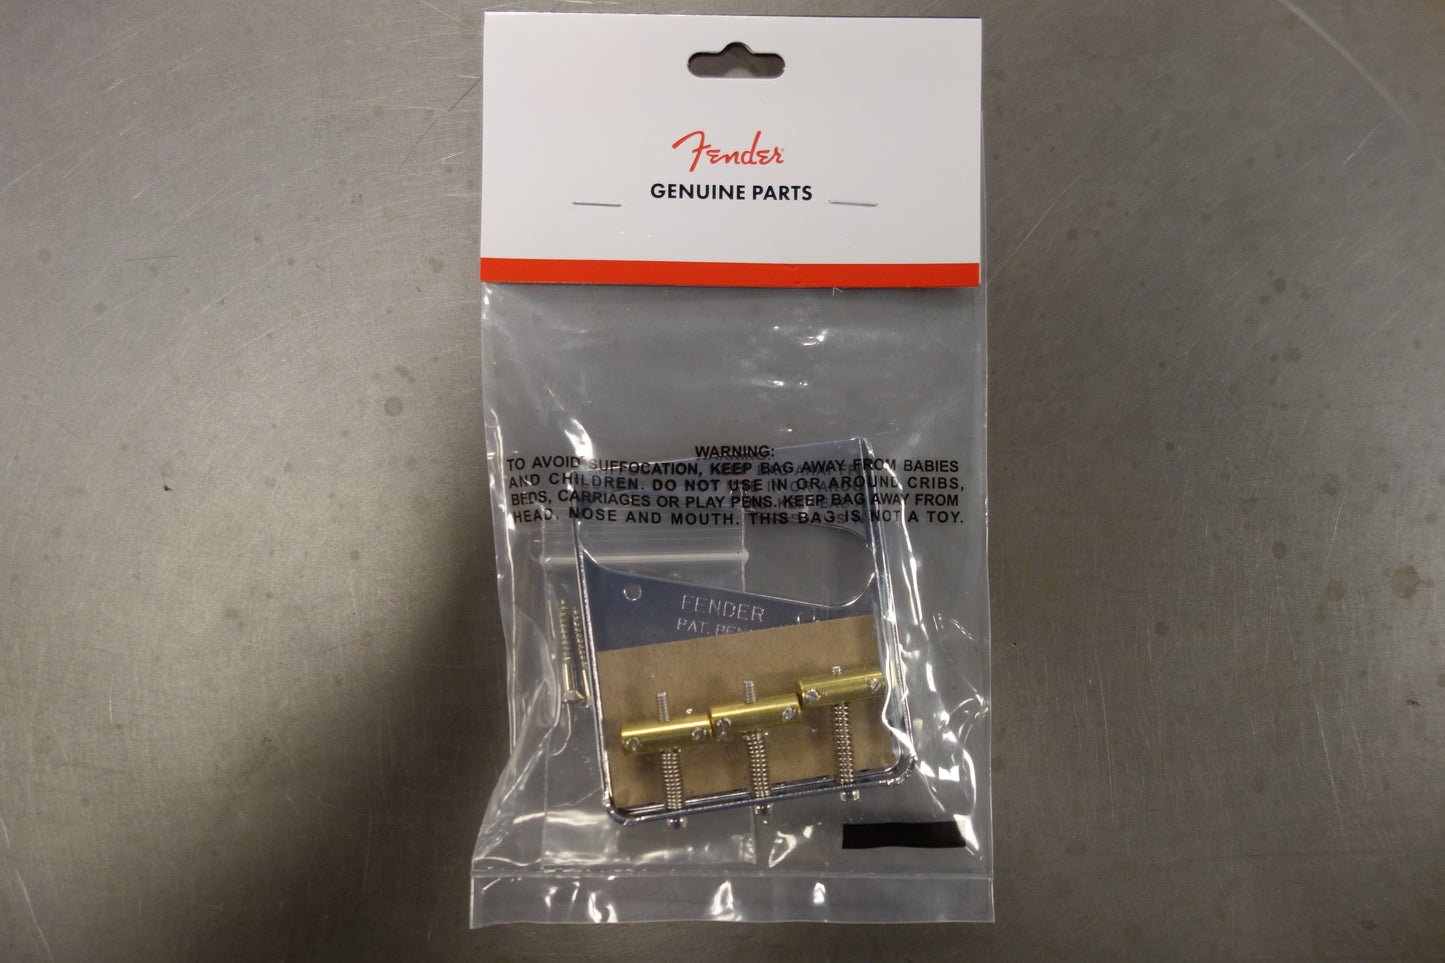 Fender
GENUINE PARTS
WARNING:
TO AVOID SUFFOCATION, KEEP BAG AWAY FROM BABIES
AND CHILDREN. DO NOT USE IN OR AROUND CRIBS,
BEDS, CARRIAGES OR PLAY PENS. KEEP BAG AWAY FROM
HEAD, NOSE AND MOUTH. THIS BAG IS NOT A TOY.
FENDER
PAT. PEN